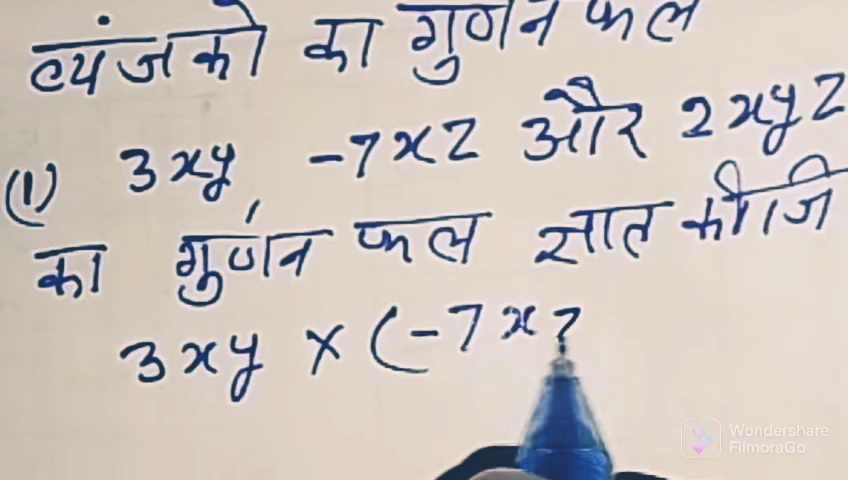 व्यंजको का गुणन फल
(1) 3xy, -7xz और 2xyz
का गुणन फल ज्ञात कीजि
3xy × (-7xz
Wondershare
FilmoraGo